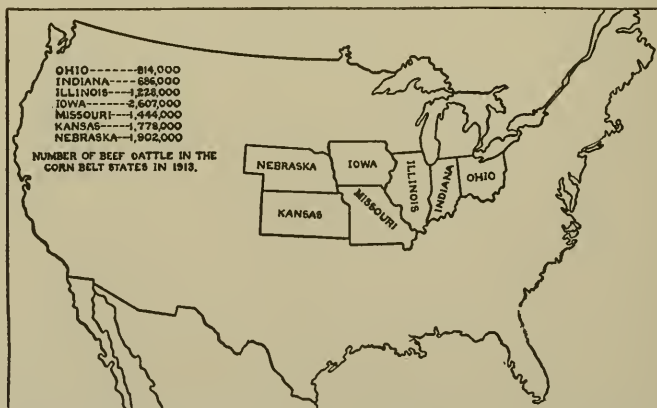 OHIO-------814,000
INDIANA-----686,000
ILLINOIS----1,228,000
IOWA------2,607,000
MISSOURI---1,444,000
KANSAS----1,778,000
NEBRASKA--1,902,000
NUMBER OF BEEF CATTLE IN THE
CORN BELT STATES IN 1913.
NEBRASKA
IOWA
ILLINOIS
INDIANA
OHIO
KANSAS
MISSOURI